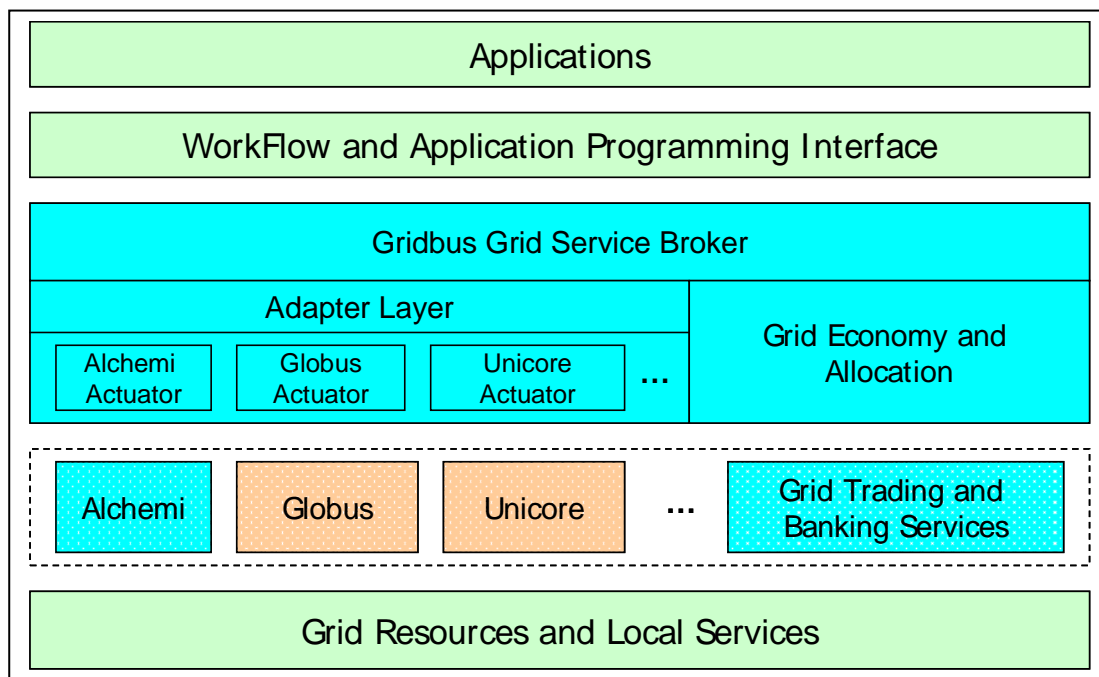 Applications
WorkFlow and Application Programming Interface
Gridbus Grid Service Broker
Adapter Layer
Alchemi
Actuator
Globus
Actuator
Unicore
Actuator
...
Grid Economy and
Allocation
Alchemi
Globus
Unicore
...
Grid Trading and
Banking Services
Grid Resources and Local Services